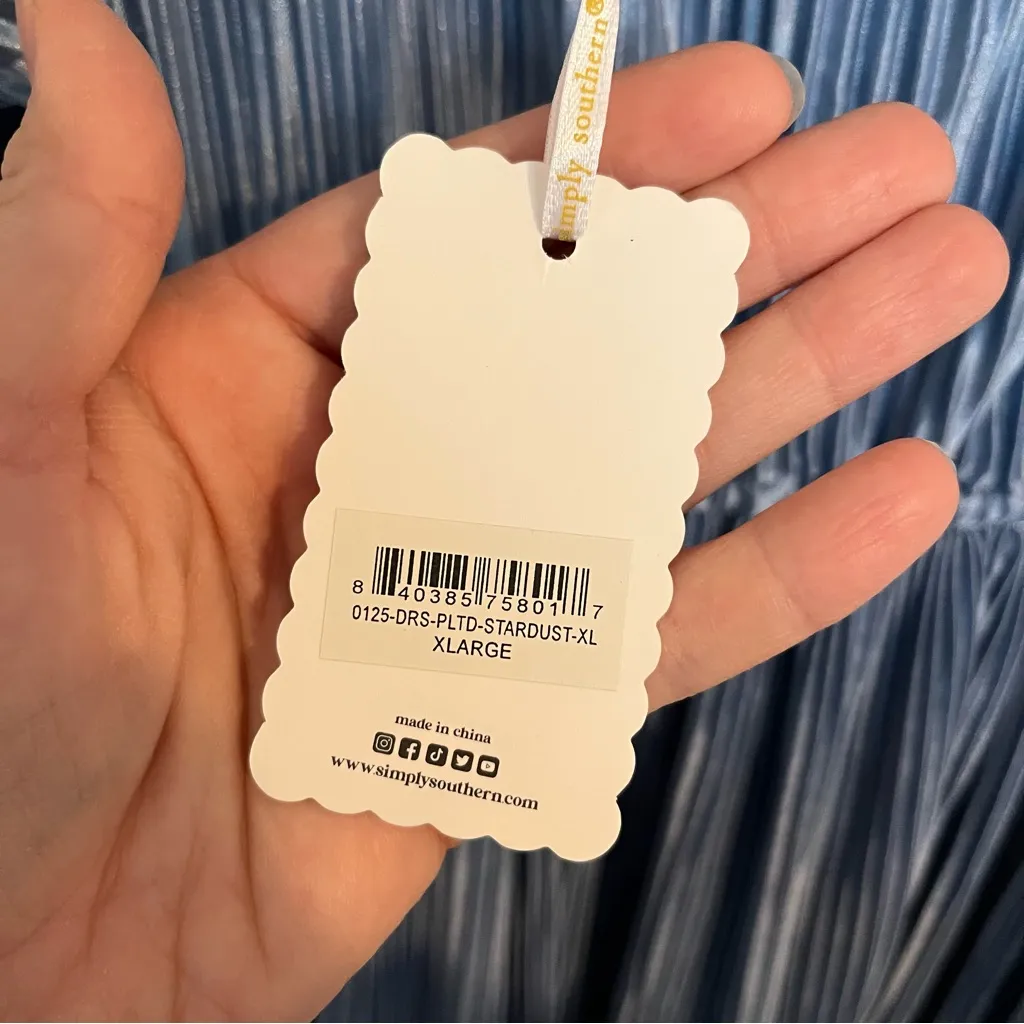 simply southern®
8 40385 75801 7
0125-DRS-PLTD-STARDUST-XL
XLARGE
made in china
www.simplysouthern.com